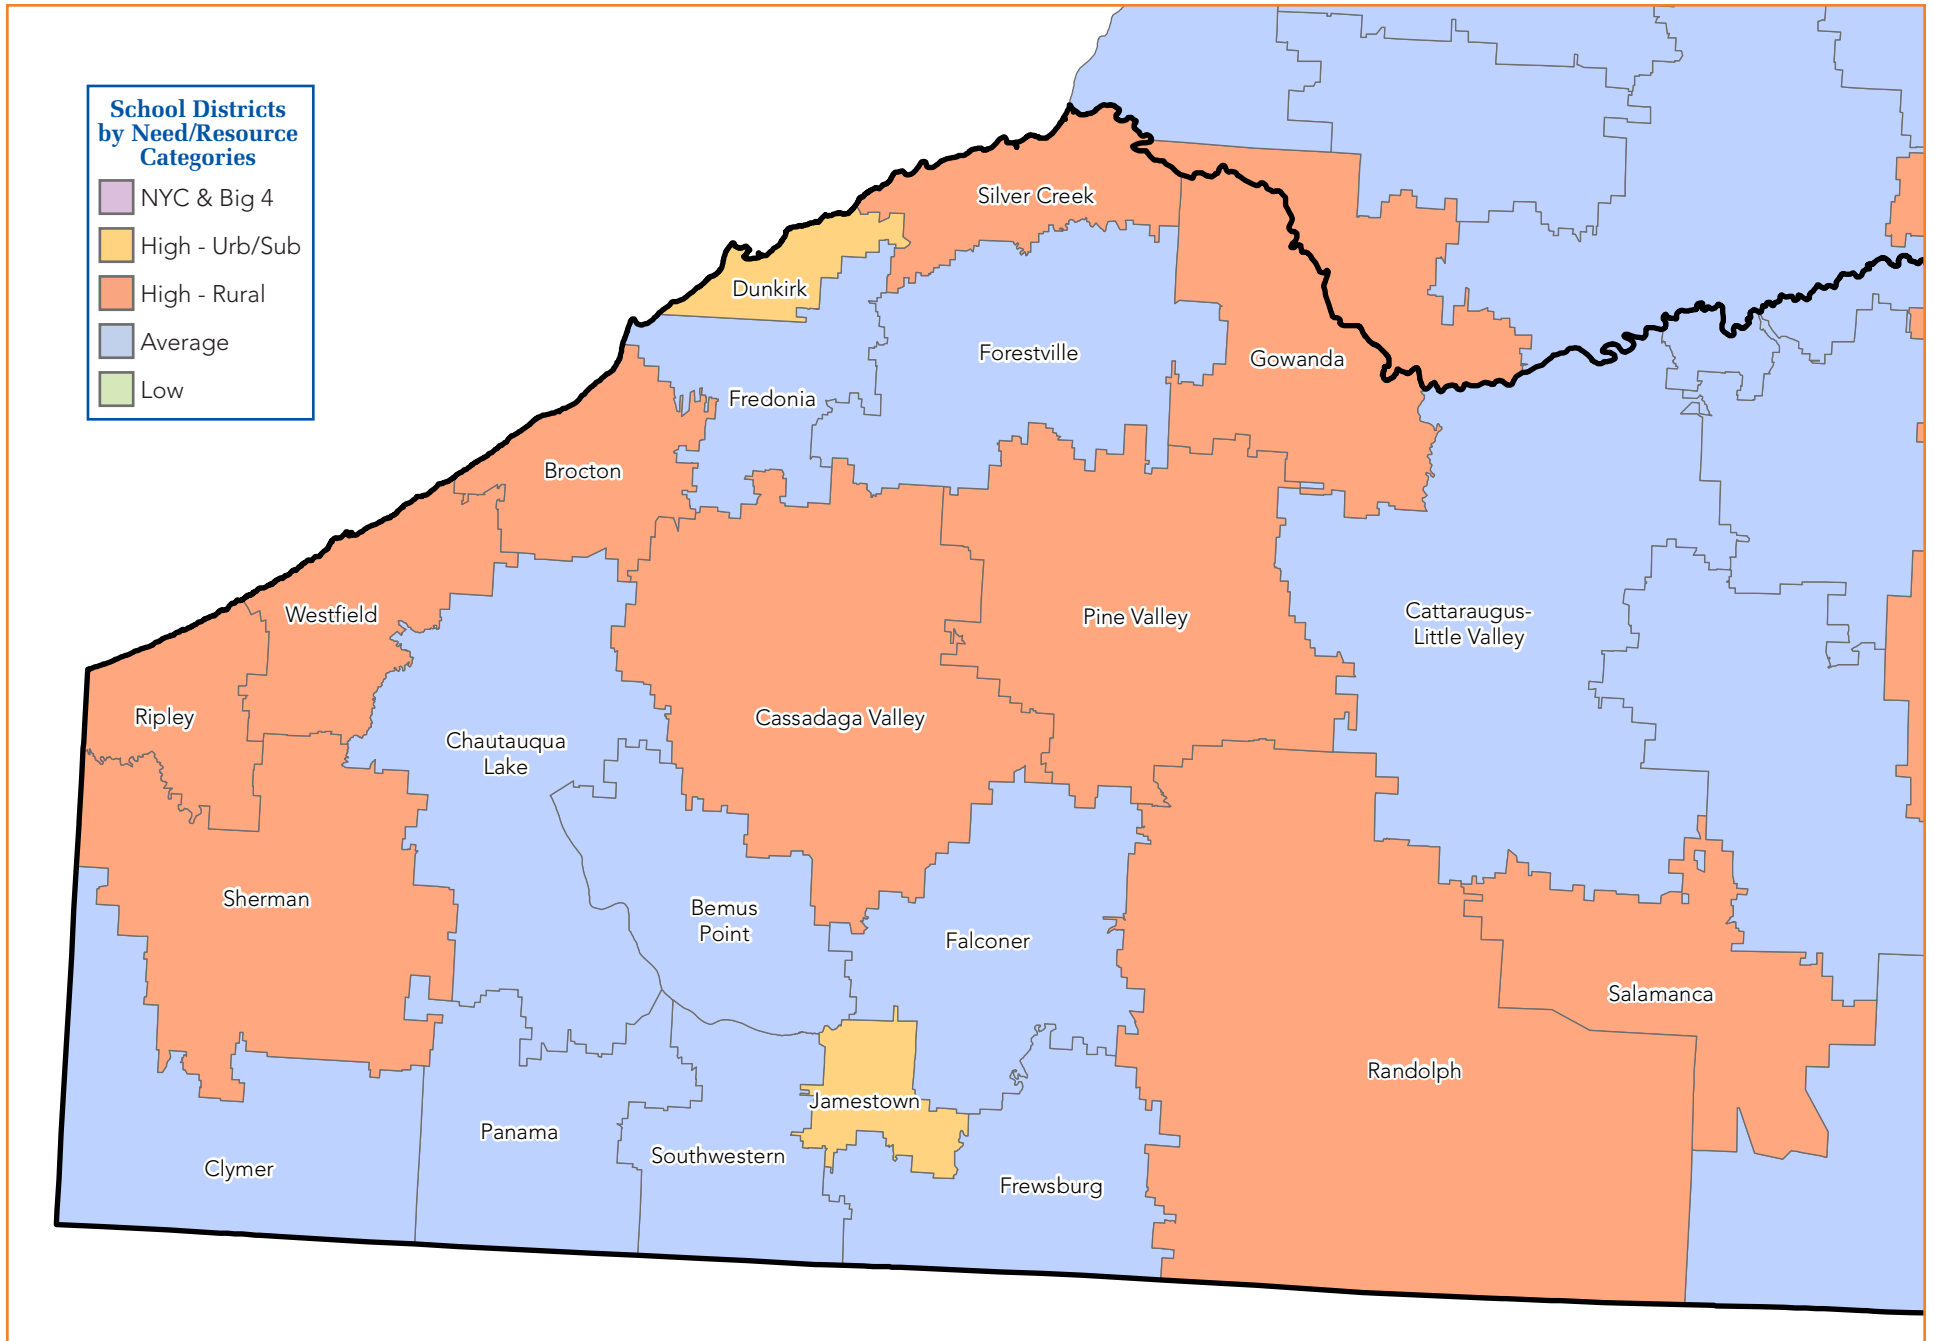 School Districts
by Need/Resource
Categories
NYC & Big 4
High - Urb/Sub
High - Rural
Average
Low
Silver Creek
Dunkirk
Forestville
Gowanda
Fredonia
Brocton
Westfield
Pine Valley
Cattaraugus-
Little Valley
Ripley
Cassadaga Valley
Chautauqua
Lake
Sherman
Bemus
Point
Falconer
Salamanca
Randolph
Jamestown
Panama
Southwestern
Clymer
Frewsburg